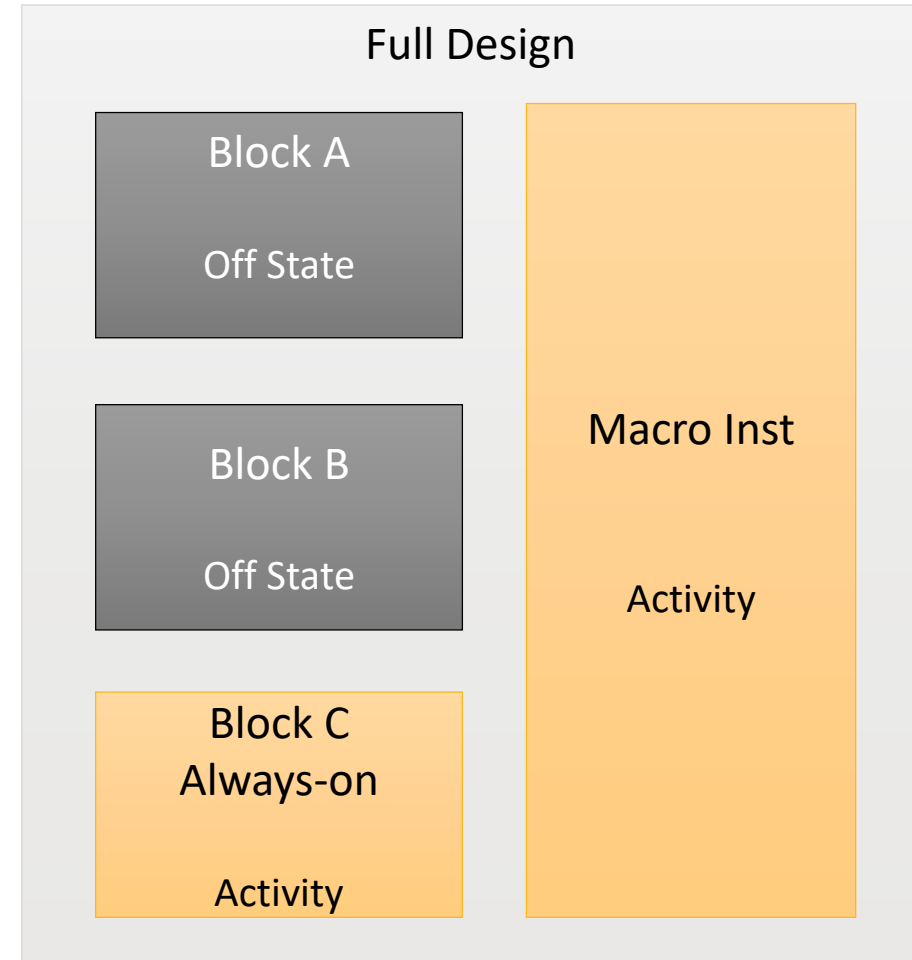 Full Design
Block A
Off State
Block B
Off State
Block C
Always-on
Activity
Macro Inst
Activity